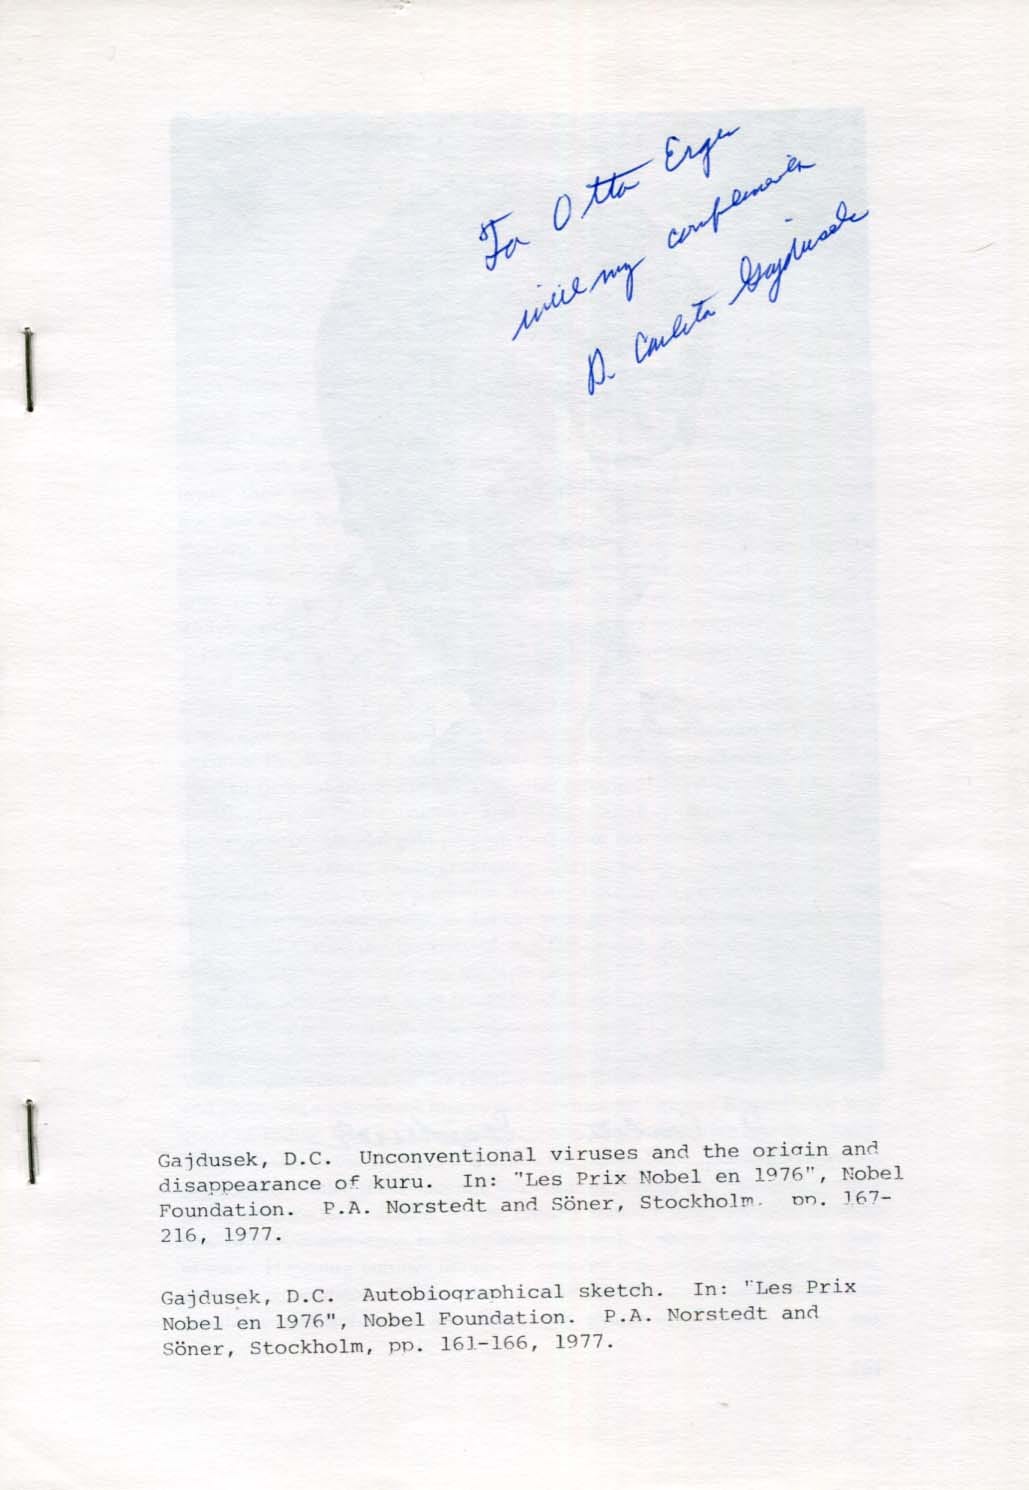 To Otto
with my compliments
D. Carleton Gajdusek
Gajdusek, D.C. Unconventional viruses and the origin and
disappearance of kuru. In: "Les Prix Nobel en 1976", Nobel
Foundation. P.A. Norstedt and Söner, Stockholm. pp. 167-
216, 1977.
Gajdusek, D.C. Autobiographical sketch. In: "Les Prix
Nobel en 1976", Nobel Foundation. P.A. Norstedt and
Söner, Stockholm, pp. 161-166, 1977.